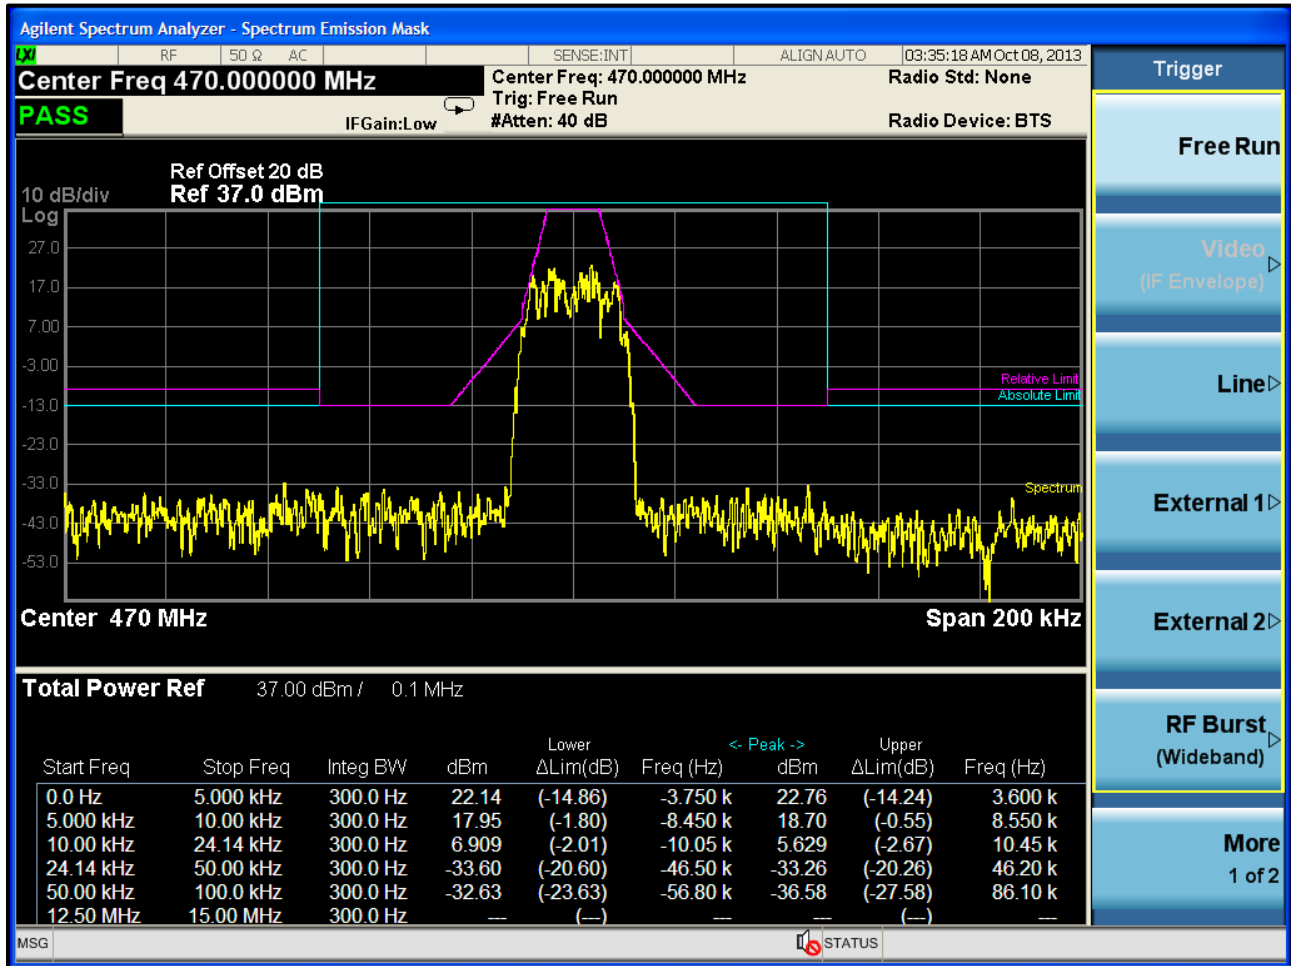 Agilent Spectrum Analyzer - Spectrum Emission Mask
LXI RF 50 Ω AC SENSE:INT ALIGN AUTO 03:35:18 AM Oct 08, 2013
Center Freq 470.000000 MHz
Center Freq: 470.000000 MHz Radio Std: None
Trig: Free Run
PASS IFGain:Low #Atten: 40 dB Radio Device: BTS
Ref Offset 20 dB
10 dB/div Ref 37.0 dBm
Log
27.0
17.0
7.00
-3.00
Relative Limit
Absolute Limit
-13.0
-23.0
-33.0
Spectrum
-43.0
-53.0
Center 470 MHz Span 200 kHz
Total Power Ref 37.00 dBm / 0.1 MHz
Lower <- Peak -> Upper
Start Freq Stop Freq Integ BW dBm ΔLim(dB) Freq (Hz) dBm ΔLim(dB) Freq (Hz)
0.0 Hz 5.000 kHz 300.0 Hz 22.14 (-14.86) -3.750 k 22.76 (-14.24) 3.600 k
5.000 kHz 10.00 kHz 300.0 Hz 17.95 (-1.80) -8.450 k 18.70 (-0.55) 8.550 k
10.00 kHz 24.14 kHz 300.0 Hz 6.909 (-2.01) -10.05 k 5.629 (-2.67) 10.45 k
24.14 kHz 50.00 kHz 300.0 Hz -33.60 (-20.60) -46.50 k -33.26 (-20.26) 46.20 k
50.00 kHz 100.0 kHz 300.0 Hz -32.63 (-23.63) -56.80 k -36.58 (-27.58) 86.10 k
12.50 MHz 15.00 MHz 300.0 Hz --- (---) --- --- (---) ---
MSG STATUS
Trigger
Free Run
Video
(IF Envelope)
Line
External 1
External 2
RF Burst
(Wideband)
More
1 of 2